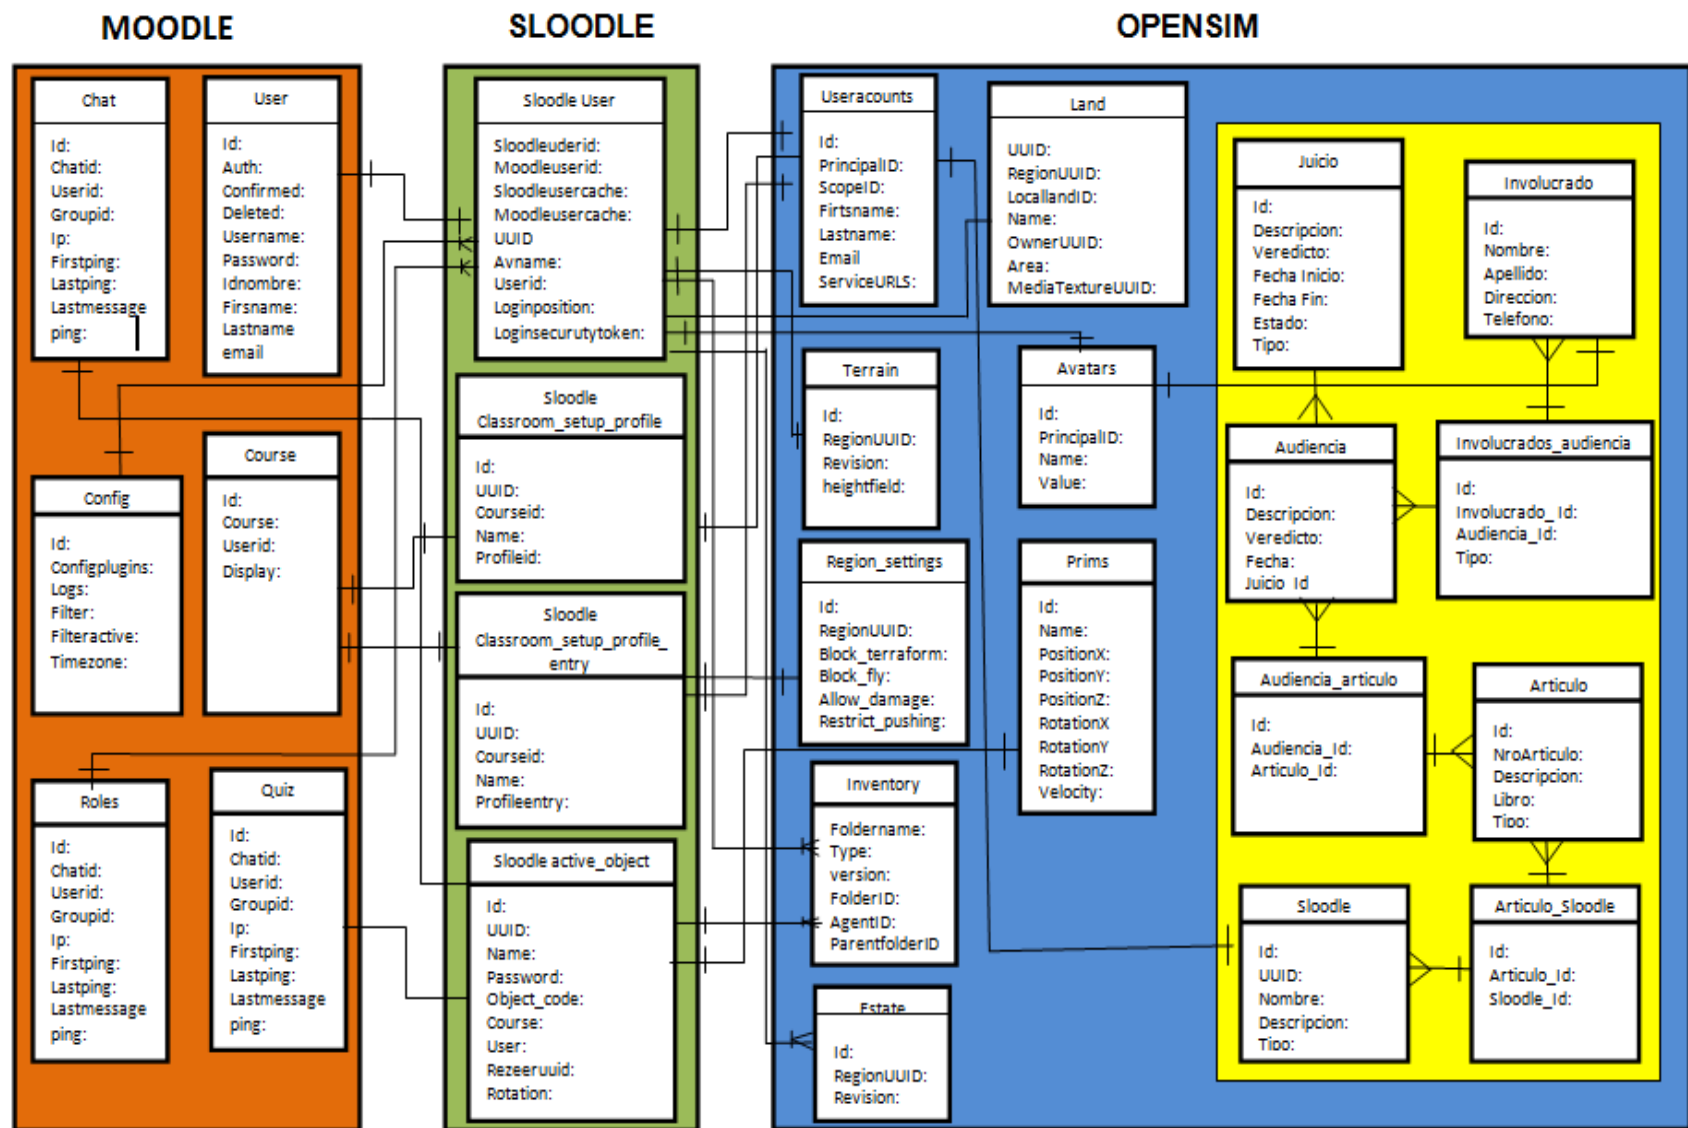 MOODLE
SLOODLE
OPENSIM
Chat
Id:
Chatid:
Userid:
Groupid:
Ip:
Firstping:
Lastping:
Lastmessage
ping:
User
Id:
Auth:
Confirmed:
Deleted:
Username:
Password:
Idnombre:
Firsname:
Lastname
email
Config
Id:
Configplugins:
Logs:
Filter:
Filteractive:
Timezone:
Course
Id:
Course:
Userid:
Display:
Roles
Id:
Chatid:
Userid:
Groupid:
Ip:
Firstping:
Lastping:
Lastmessage
ping:
Quiz
Id:
Chatid:
Userid:
Groupid:
Ip:
Firstping:
Lastping:
Lastmessage
ping:
Sloodle User
Sloodleuderid:
Moodleuserid:
Sloodleusercache:
Moodleusercache:
UUID
Avname:
Userid:
Loginposition:
Loginsecurutytoken:
Sloodle
Classroom_setup_profile
Id:
UUID:
Courseid:
Name:
Profileid:
Sloodle
Classroom_setup_profile_
entry
Id:
UUID:
Courseid:
Name:
Profileentry:
Sloodle active_object
Id:
UUID:
Name:
Password:
Object_code:
Course:
User:
Rezeeruuid:
Rotation:
Useracounts
Id:
PrincipalID:
ScopeID:
Firtsname:
Lastname:
Email
ServiceURLS:
Land
UUID:
RegionUUID:
LocallandID:
Name:
OwnerUUID:
Area:
MediaTextureUUID:
Terrain
Id:
RegionUUID:
Revision:
heightfield:
Avatars
Id:
PrincipalID:
Name:
Value:
Region_settings
Id:
RegionUUID:
Block_terraform:
Block_fly:
Allow_damage:
Restrict_pushing:
Prims
Id:
Name:
PositionX:
PositionY:
PositionZ:
RotationX
RotationY
RotationZ:
Velocity:
Inventory
Foldername:
Type:
version:
FolderID:
AgentID:
ParentfolderID
Estate
Id:
RegionUUID:
Revision:
Juicio
Id:
Descripcion:
Veredicto:
Fecha Inicio:
Fecha Fin:
Estado:
Tipo:
Involucrado
Id:
Nombre:
Apellido:
Direccion:
Telefono:
Audiencia
Id:
Descripcion:
Veredicto:
Fecha:
Juicio_Id
Involucrados_audiencia
Id:
Involucrado_Id:
Audiencia_Id:
Tipo:
Audiencia_articulo
Id:
Audiencia_Id:
Articulo_Id:
Articulo
Id:
NroArticulo:
Descripcion:
Libro:
Tipo:
Sloodle
Id:
UUID:
Nombre:
Descripcion:
Tipo:
Articulo_Sloodle
Id:
Articulo_Id:
Sloodle_Id: